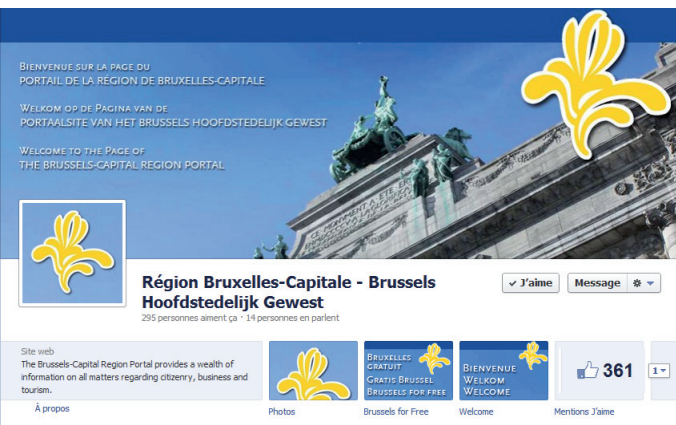 BIENVENUE SUR LA PAGE DU
PORTAIL DE LA RÉGION DE BRUXELLES-CAPITALE
WELKOM OP DE PAGINA VAN DE
PORTAALSITE VAN HET BRUSSELS HOOFDSTEDELIJK GEWEST
WELCOME TO THE PAGE OF
THE BRUSSELS-CAPITAL REGION PORTAL
CE MONUMENT A ETE ER
Région Bruxelles-Capitale - Brussels
Hoofdstedelijk Gewest
295 personnes aiment ça · 14 personnes en parlent
✓ J'aime
Message
Site web
The Brussels-Capital Region Portal provides a wealth of
information on all matters regarding citizenry, business and
tourism.
À propos
Photos
BRUXELLES
GRATUIT
GRATIS BRUSSEL
BRUSSELS FOR FREE
Brussels for Free
BIENVENUE
WELKOM
WELCOME
Welcome
361
Mentions J'aime
1